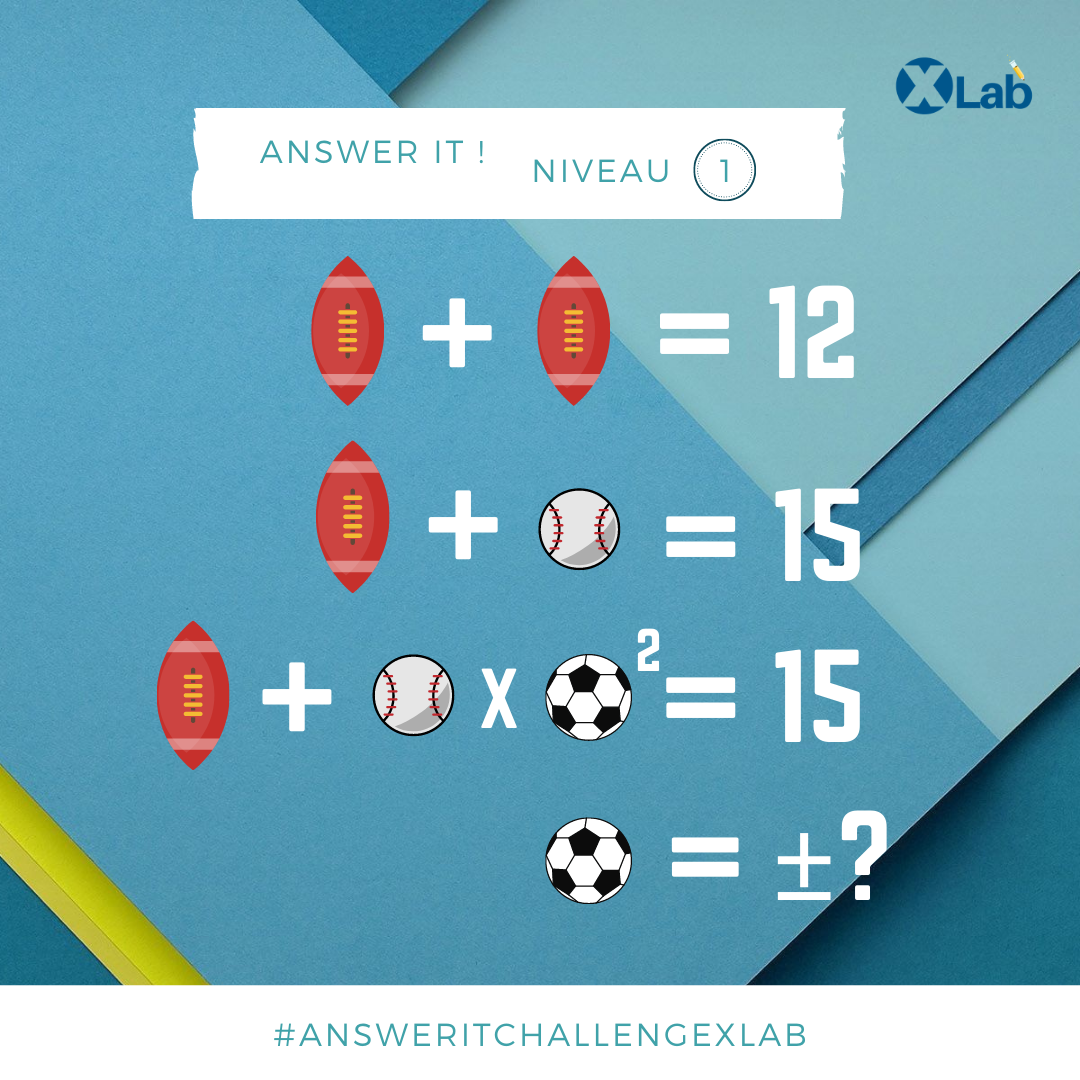 XLab
ANSWER IT !
NIVEAU 1
+ = 12
+ = 15
+ X 2 = 15
= ±?
#ANSWERITCHALLENGEXLAB